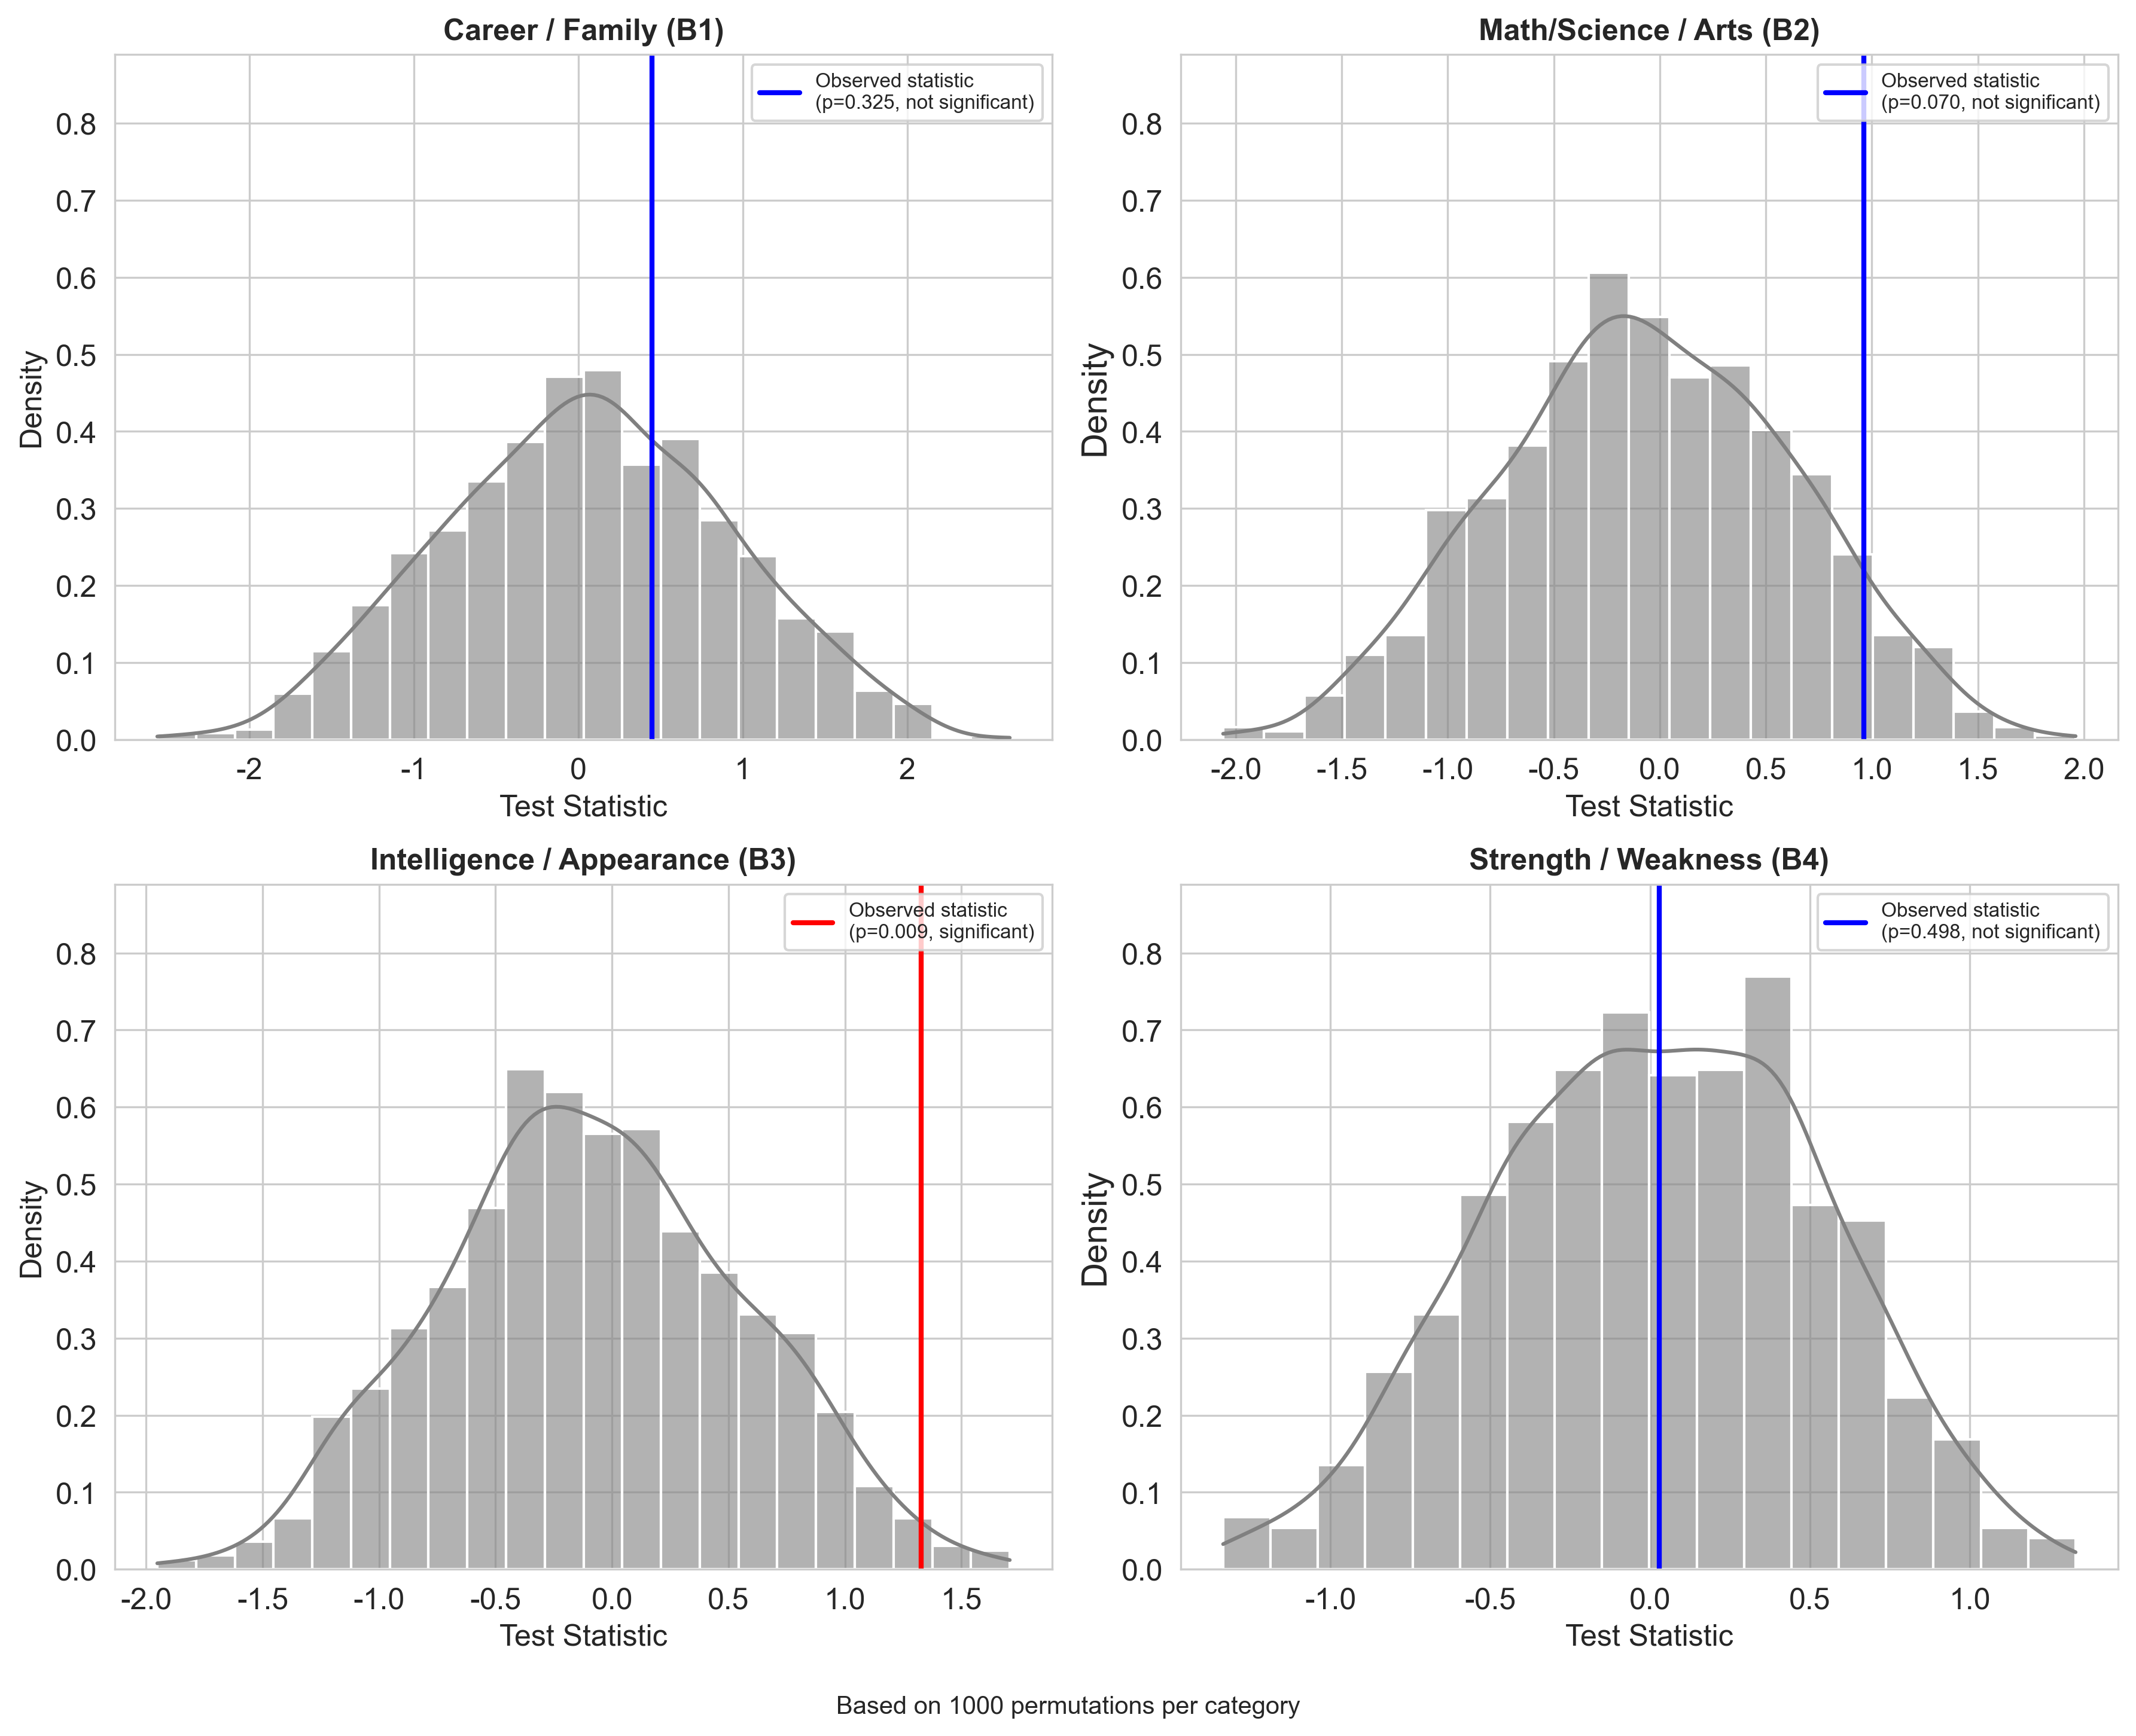 Career / Family (B1)
Observed statistic
(p=0.325, not significant)
Density
0.8
0.7
0.6
0.5
0.4
0.3
0.2
0.1
0.0
-2 -1 0 1 2
Test Statistic
Math/Science / Arts (B2)
Observed statistic
(p=0.070, not significant)
Density
0.8
0.7
0.6
0.5
0.4
0.3
0.2
0.1
0.0
-2.0 -1.5 -1.0 -0.5 0.0 0.5 1.0 1.5 2.0
Test Statistic
Intelligence / Appearance (B3)
Observed statistic
(p=0.009, significant)
Density
0.8
0.7
0.6
0.5
0.4
0.3
0.2
0.1
0.0
-2.0 -1.5 -1.0 -0.5 0.0 0.5 1.0 1.5
Test Statistic
Strength / Weakness (B4)
Observed statistic
(p=0.498, not significant)
Density
0.8
0.7
0.6
0.5
0.4
0.3
0.2
0.1
0.0
-1.0 -0.5 0.0 0.5 1.0
Test Statistic
Based on 1000 permutations per category